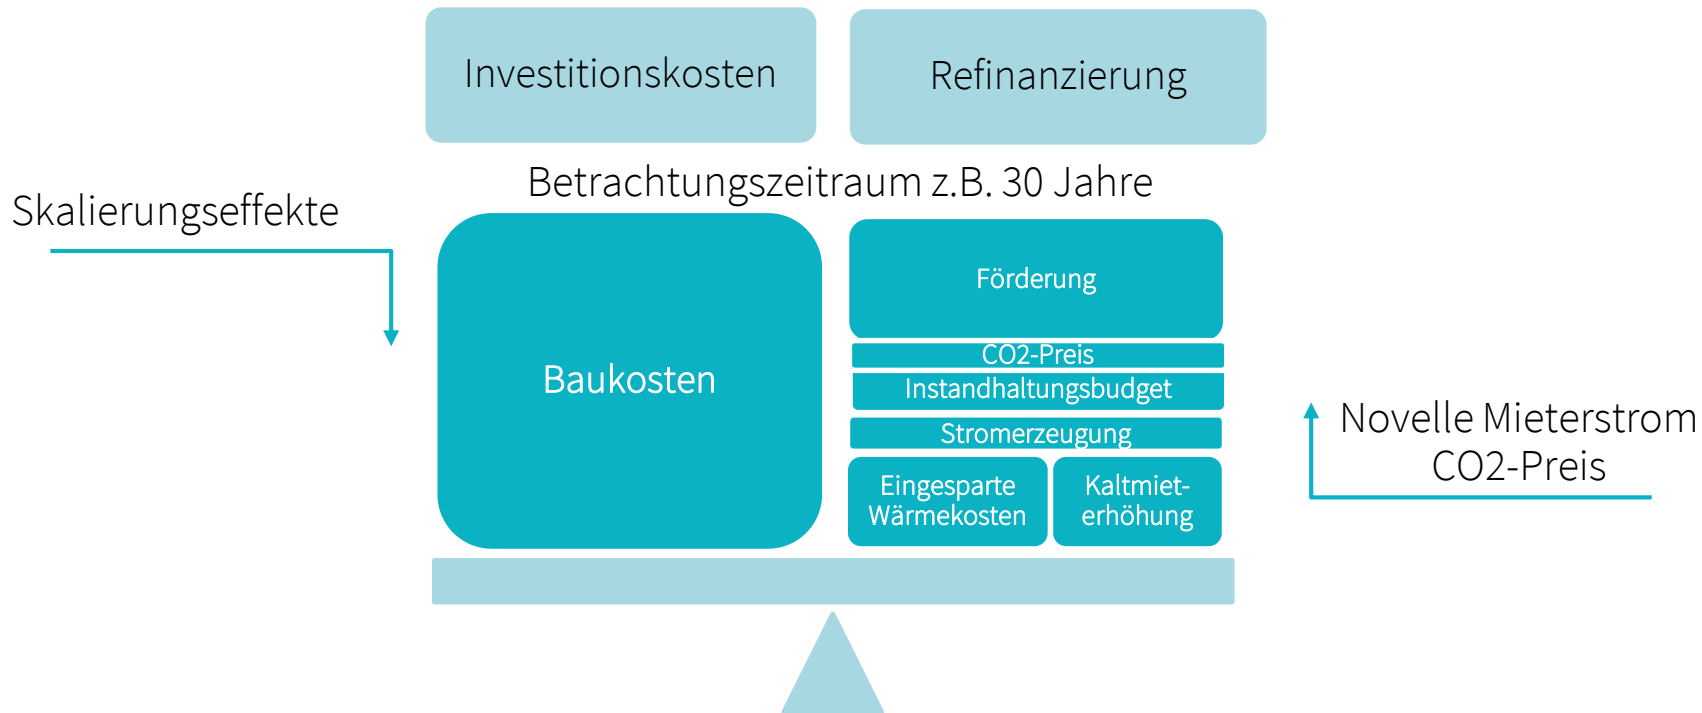 Investitionskosten
Refinanzierung
Betrachtungszeitraum z.B. 30 Jahre
Skalierungseffekte
Baukosten
Förderung
CO2-Preis
Instandhaltungsbudget
Stromerzeugung
Eingesparte
Wärmekosten
Kaltmiet-
erhöhung
Novelle Mieterstrom
CO2-Preis